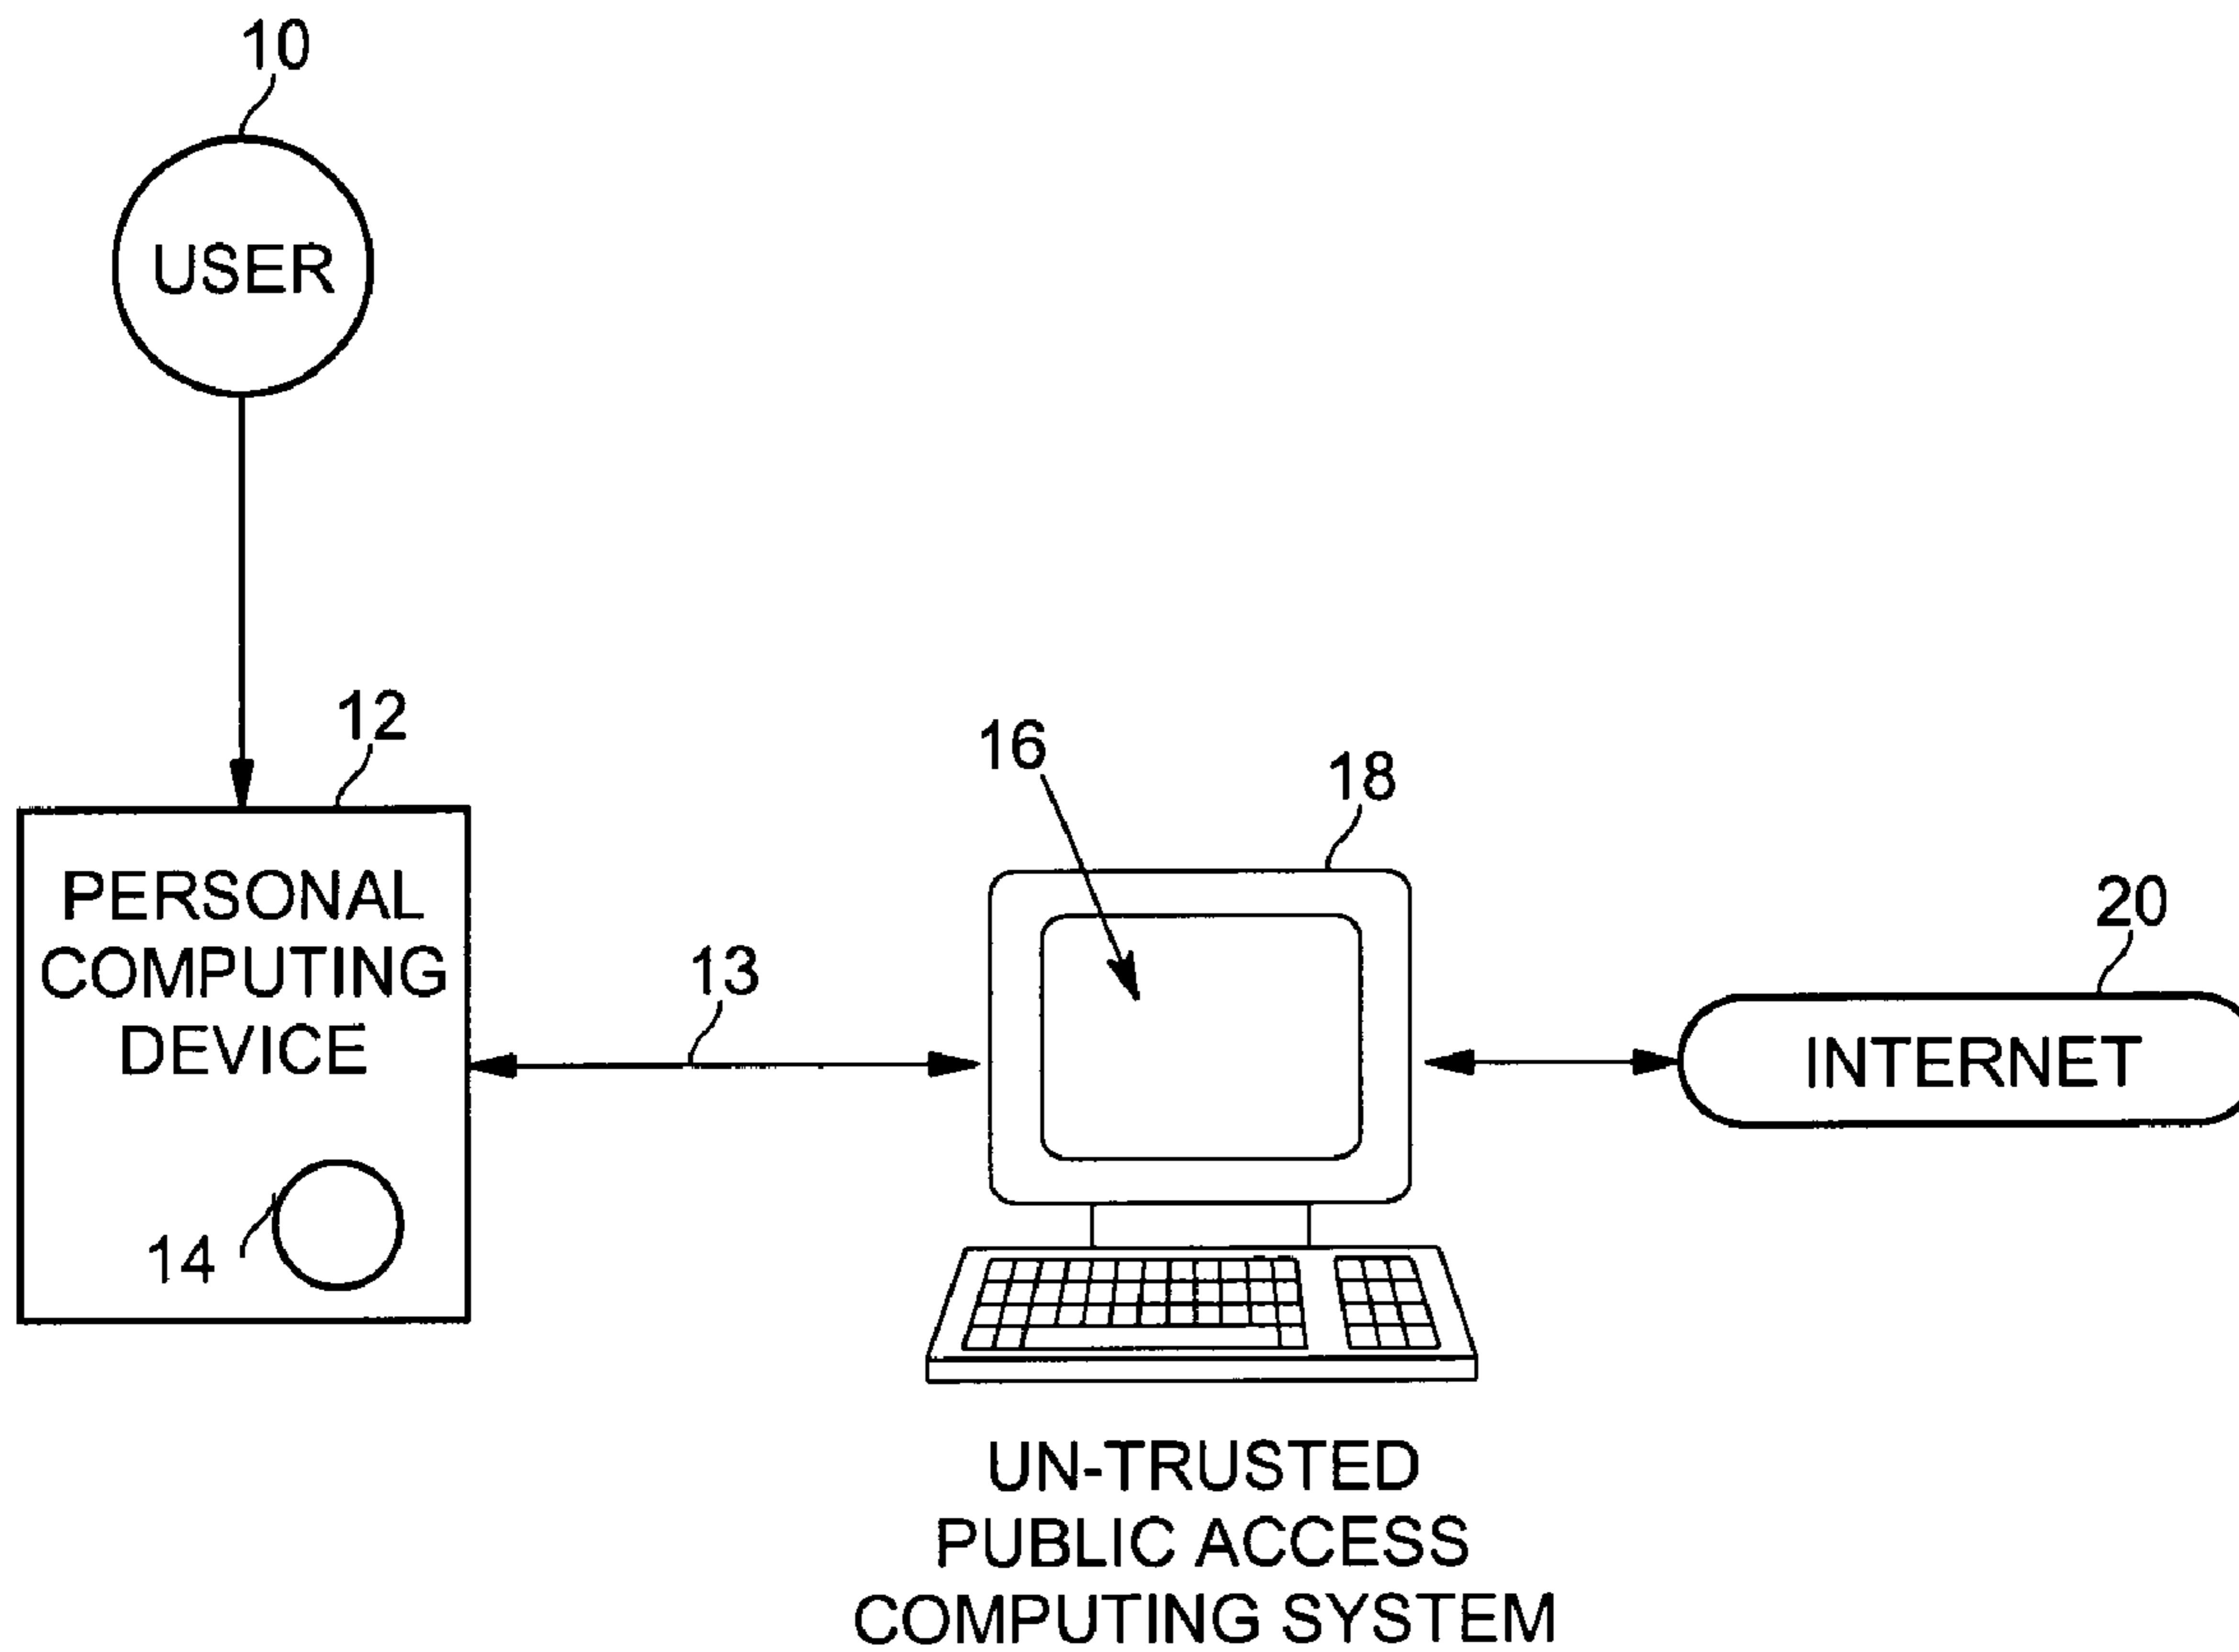 10
USER
12
PERSONAL
COMPUTING
DEVICE
14
13
16
18
20
INTERNET
UN-TRUSTED
PUBLIC ACCESS
COMPUTING SYSTEM